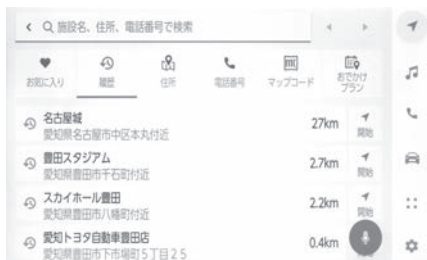 施設名、住所、電話番号で検索
お気に入り
履歴
住所
電話番号
マップコード
おでかけ
プラン
名古屋城
愛知県名古屋市中区本丸付近
27km
開始
豊田スタジアム
愛知県豊田市千石町付近
2.7km
開始
スカイホール豊田
愛知県豊田市八幡町付近
2.2km
開始
愛知トヨタ自動車豊田店
愛知県豊田市下市場町5丁目25
0.4km